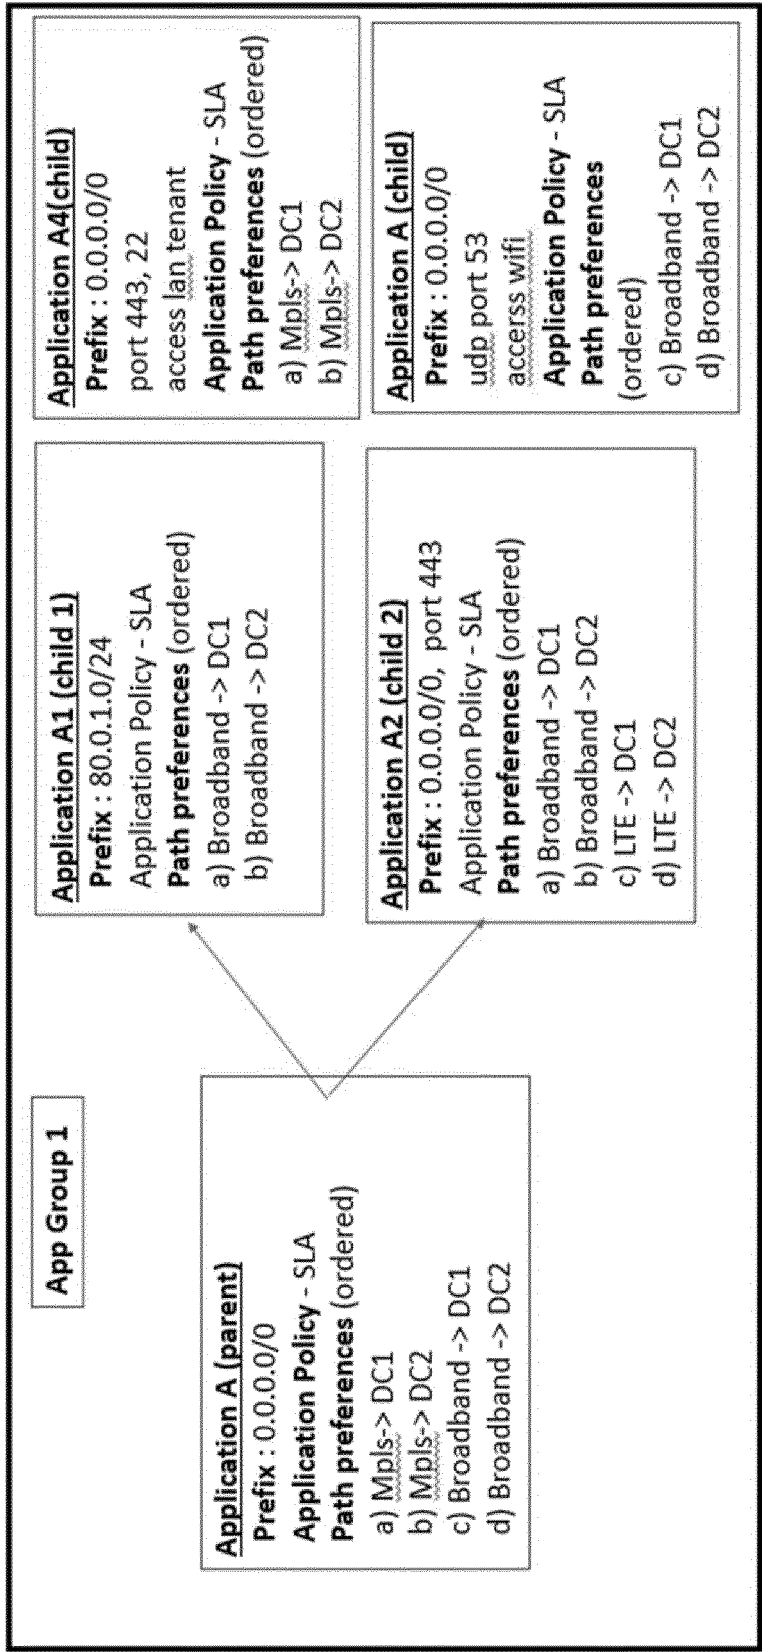 App Group 1
Application A (parent)
Prefix : 0.0.0.0/0
Application Policy - SLA
Path preferences (ordered)
a) Mpls-> DC1
b) Mpls-> DC2
c) Broadband -> DC1
d) Broadband -> DC2
Application A1 (child 1)
Prefix : 80.0.1.0/24
Application Policy - SLA
Path preferences (ordered)
a) Broadband -> DC1
b) Broadband -> DC2
Application A2 (child 2)
Prefix : 0.0.0.0/0, port 443
Application Policy - SLA
Path preferences (ordered)
a) Broadband -> DC1
b) Broadband -> DC2
c) LTE -> DC1
d) LTE -> DC2
Application A4(child)
Prefix : 0.0.0.0/0
port 443, 22
access lan tenant
Application Policy - SLA
Path preferences (ordered)
a) Mpls-> DC1
b) Mpls-> DC2
Application A (child)
Prefix : 0.0.0.0/0
udp port 53
accerss wifi
Application Policy - SLA
Path preferences
(ordered)
c) Broadband -> DC1
d) Broadband -> DC2